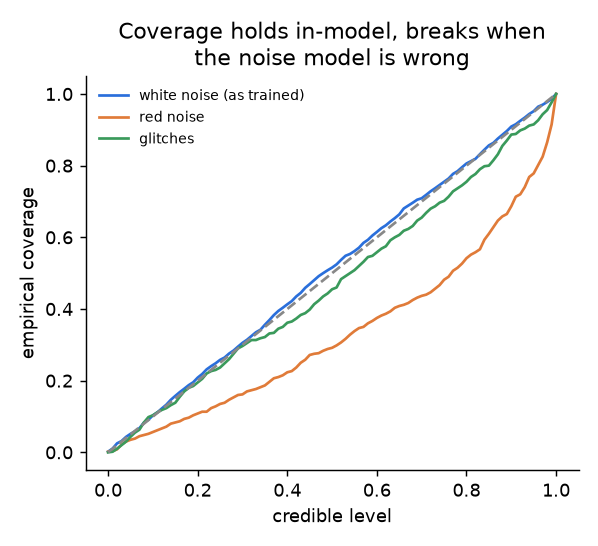 Coverage holds in-model, breaks when
the noise model is wrong
white noise (as trained)
red noise
glitches
1.0
0.8
0.6
0.4
0.2
0.0
empirical coverage
0.0 0.2 0.4 0.6 0.8 1.0
credible level